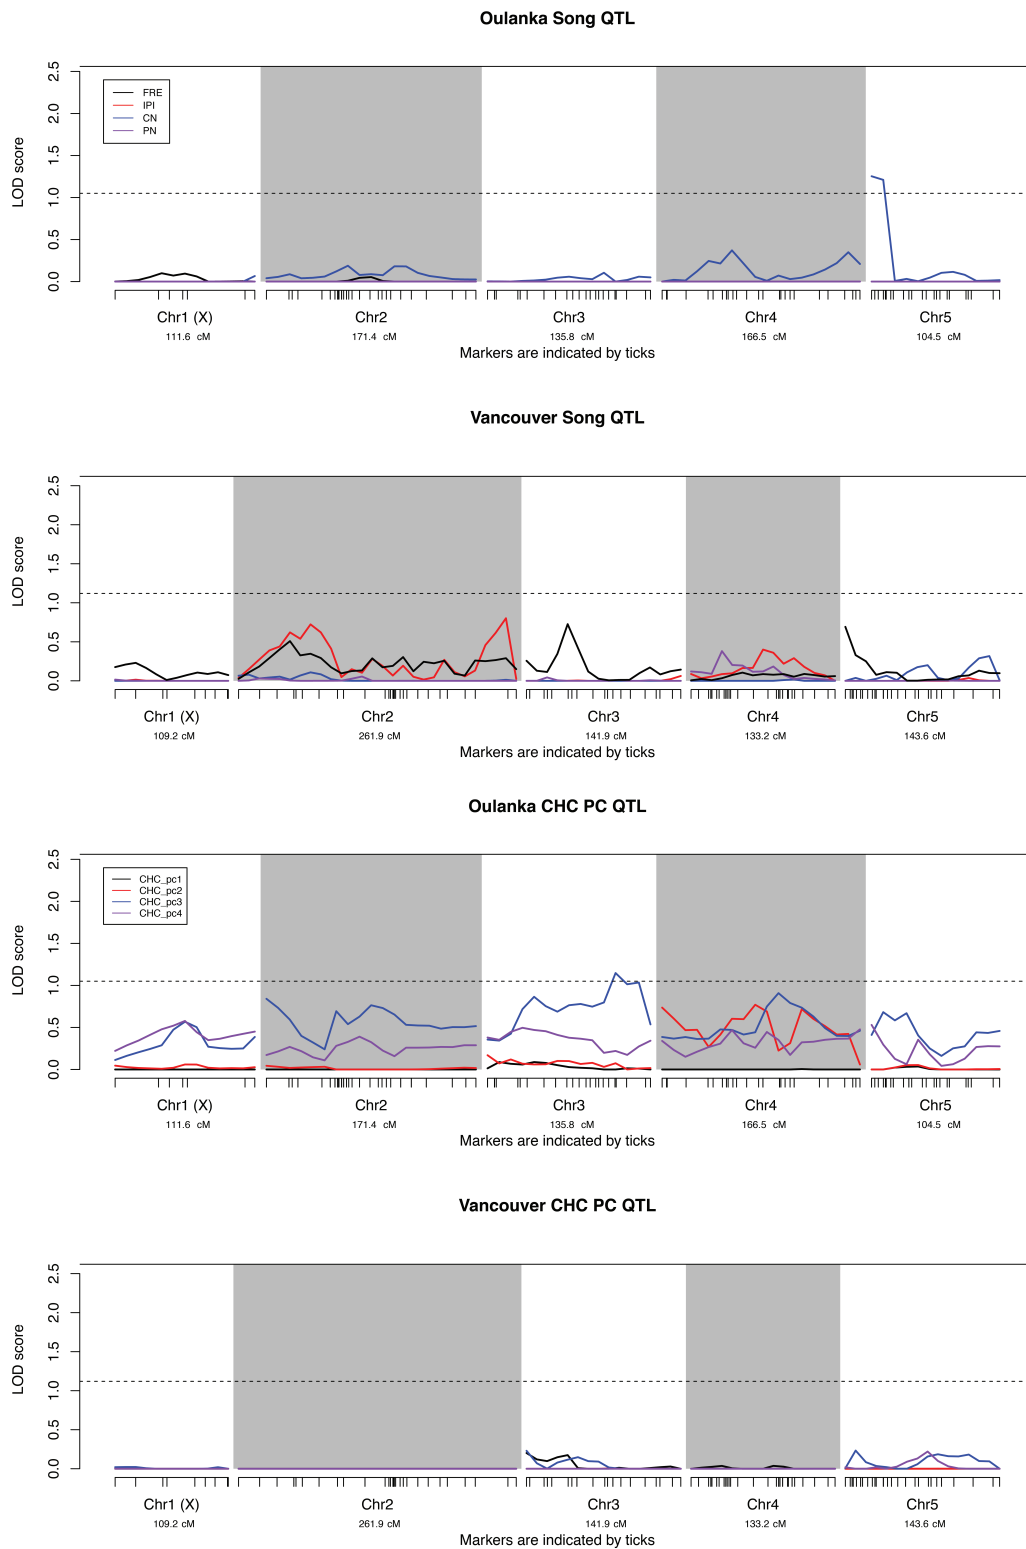 Oulanka Song QTL
LOD score
0.0 0.5 1.0 1.5 2.0 2.5
FRE
IPI
CN
PN
Chr1 (X) Chr2 Chr3 Chr4 Chr5
111.6 cM 171.4 cM 135.8 cM 166.5 cM 104.5 cM
Markers are indicated by ticks
Vancouver Song QTL
LOD score
0.0 0.5 1.0 1.5 2.0 2.5
Chr1 (X) Chr2 Chr3 Chr4 Chr5
109.2 cM 261.9 cM 141.9 cM 133.2 cM 143.6 cM
Markers are indicated by ticks
Oulanka CHC PC QTL
LOD score
0.0 0.5 1.0 1.5 2.0 2.5
CHC_pc1
CHC_pc2
CHC_pc3
CHC_pc4
Chr1 (X) Chr2 Chr3 Chr4 Chr5
111.6 cM 171.4 cM 135.8 cM 166.5 cM 104.5 cM
Markers are indicated by ticks
Vancouver CHC PC QTL
LOD score
0.0 0.5 1.0 1.5 2.0 2.5
Chr1 (X) Chr2 Chr3 Chr4 Chr5
109.2 cM 261.9 cM 141.9 cM 133.2 cM 143.6 cM
Markers are indicated by ticks